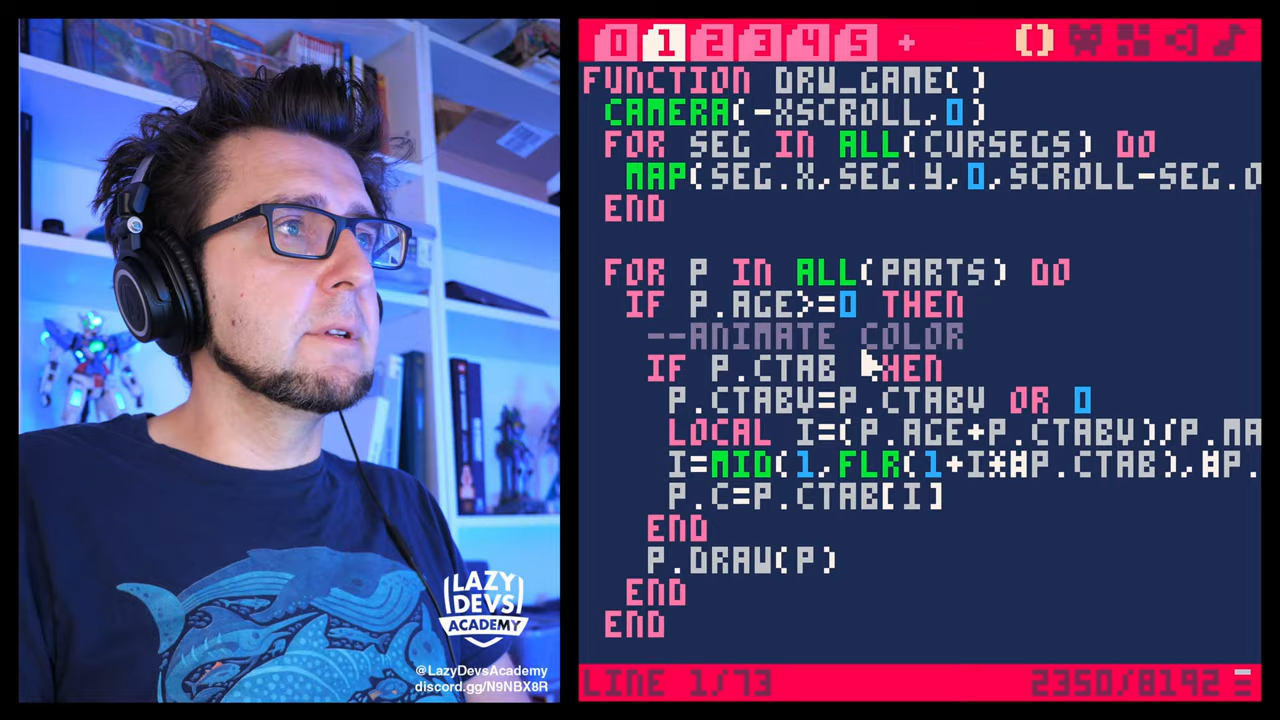 LAZY
DEVS
ACADEMY
@LazyDevsAcademy
discord.gg/N9NBX8R
0 1 2 3 4 5 +
FUNCTION DRW_GAME()
CAMERA(-XSCROLL,0)
FOR SEG IN ALL(CURSEGS) DO
MAP(SEG.X,SEG.Y,0,SCROLL-SEG.O
END
FOR P IN ALL(PARTS) DO
IF P.AGE>=0 THEN
--ANIMATE COLOR
IF P.CTAB THEN
P.CTABV=P.CTABV OR 0
LOCAL I=(P.AGE+P.CTABV)/P.MA
I=MID(1,FLR(1+I*#P.CTAB),#P.
P.C=P.CTAB[I]
END
P.DRAW(P)
END
END
LINE 1/73
2350/8192